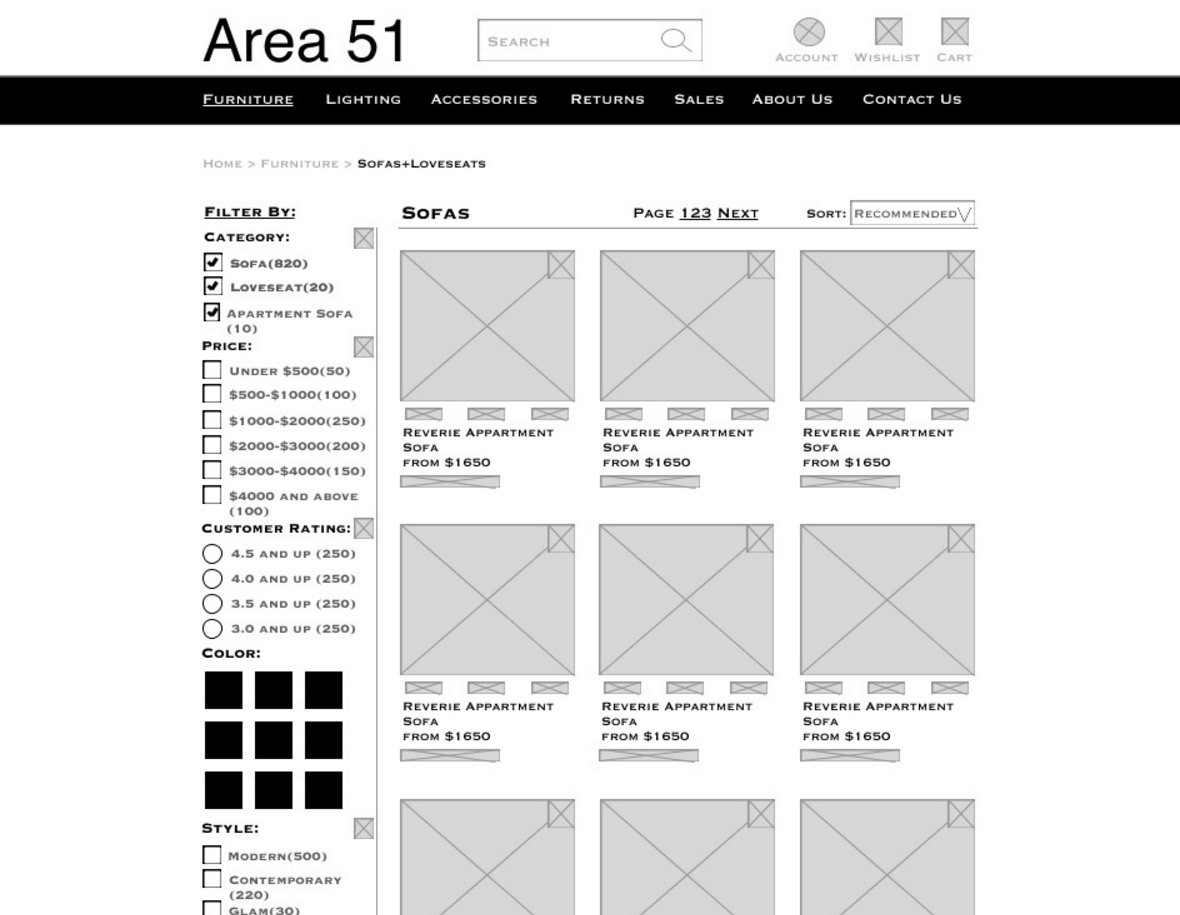 Area 51
Search
Account Wishlist Cart
Furniture Lighting Accessories Returns Sales About Us Contact Us
Home > Furniture > Sofas+Loveseats
Filter By:
Category:
Sofa(820)
Loveseat(20)
Apartment Sofa
(10)
Price:
Under $500(50)
$500-$1000(100)
$1000-$2000(250)
$2000-$3000(200)
$3000-$4000(150)
$4000 and above
(100)
Customer Rating:
4.5 and up (250)
4.0 and up (250)
3.5 and up (250)
3.0 and up (250)
Color:
Style:
Modern(500)
Contemporary
(220)
Glam(30)
Sofas Page 123 Next Sort: Recommended
Reverie Appartment
Sofa
from $1650
Reverie Appartment
Sofa
from $1650
Reverie Appartment
Sofa
from $1650
Reverie Appartment
Sofa
from $1650
Reverie Appartment
Sofa
from $1650
Reverie Appartment
Sofa
from $1650